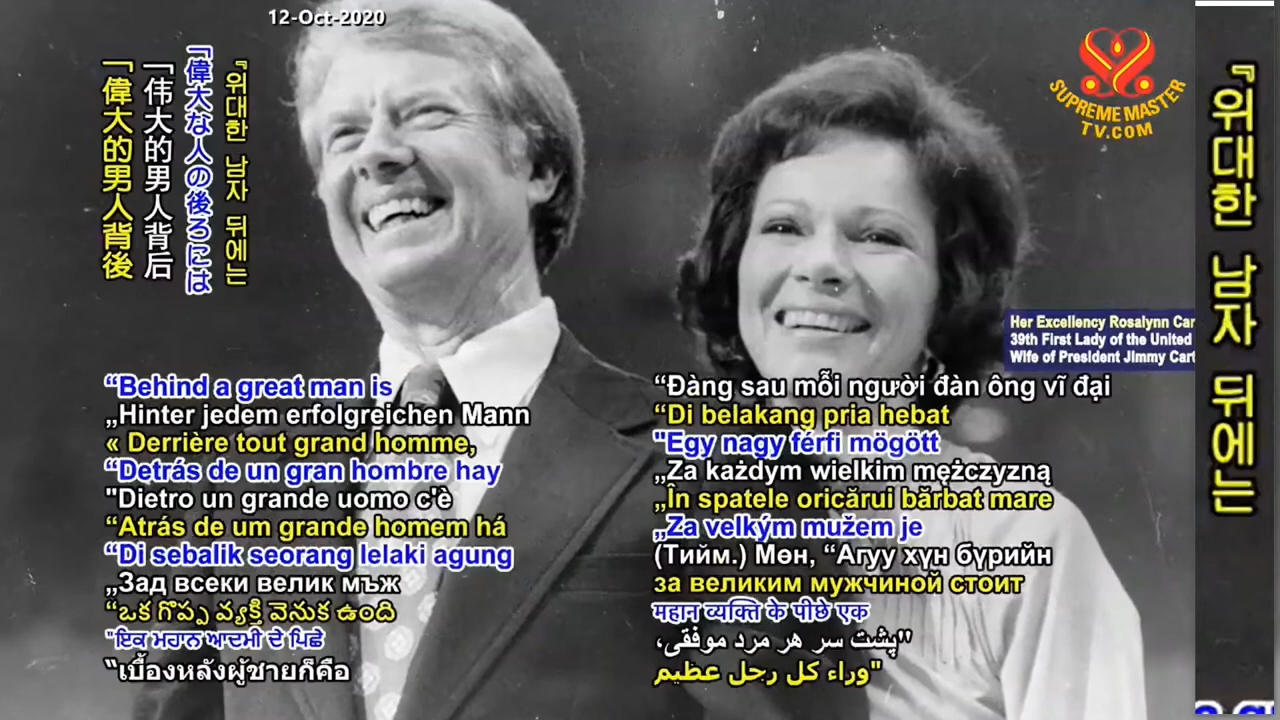 12-Oct-2020
SUPREME MASTER
TV.COM
『위대한 남자 뒤에는
「偉大な人の後ろには
「伟大的男人背后
「偉大的男人背後
Her Excellency Rosalynn Car
39th First Lady of the United
Wife of President Jimmy Cart
“Behind a great man is
„Hinter jedem erfolgreichen Mann
« Derrière tout grand homme,
“Detrás de un gran hombre hay
"Dietro un grande uomo c'è
“Atrás de um grande homem há
“Di sebalik seorang lelaki agung
„Зад всеки велик мъж
“ఒక గొప్ప వ్యక్తి వెనుక ఉంది
"ਇਕ ਮਹਾਨ ਆਦਮੀ ਦੇ ਪਿਛੇ
“เบื้องหลังผู้ชายก็คือ
“Đàng sau mỗi người đàn ông vĩ đại
“Di belakang pria hebat
"Egy nagy férfi mögött
„Za każdym wielkim mężczyzną
„În spatele oricărui bărbat mare
„Za velkým mužem je
(Тийм.) Мөн, “Агуу хүн бүрийн
за великим мужчиной стоит
महान व्यक्ति के पीछे एक
"پشت سر هر مرد موفقی،
"وراء كل رجل عظيم
『위대한 남자 뒤에는